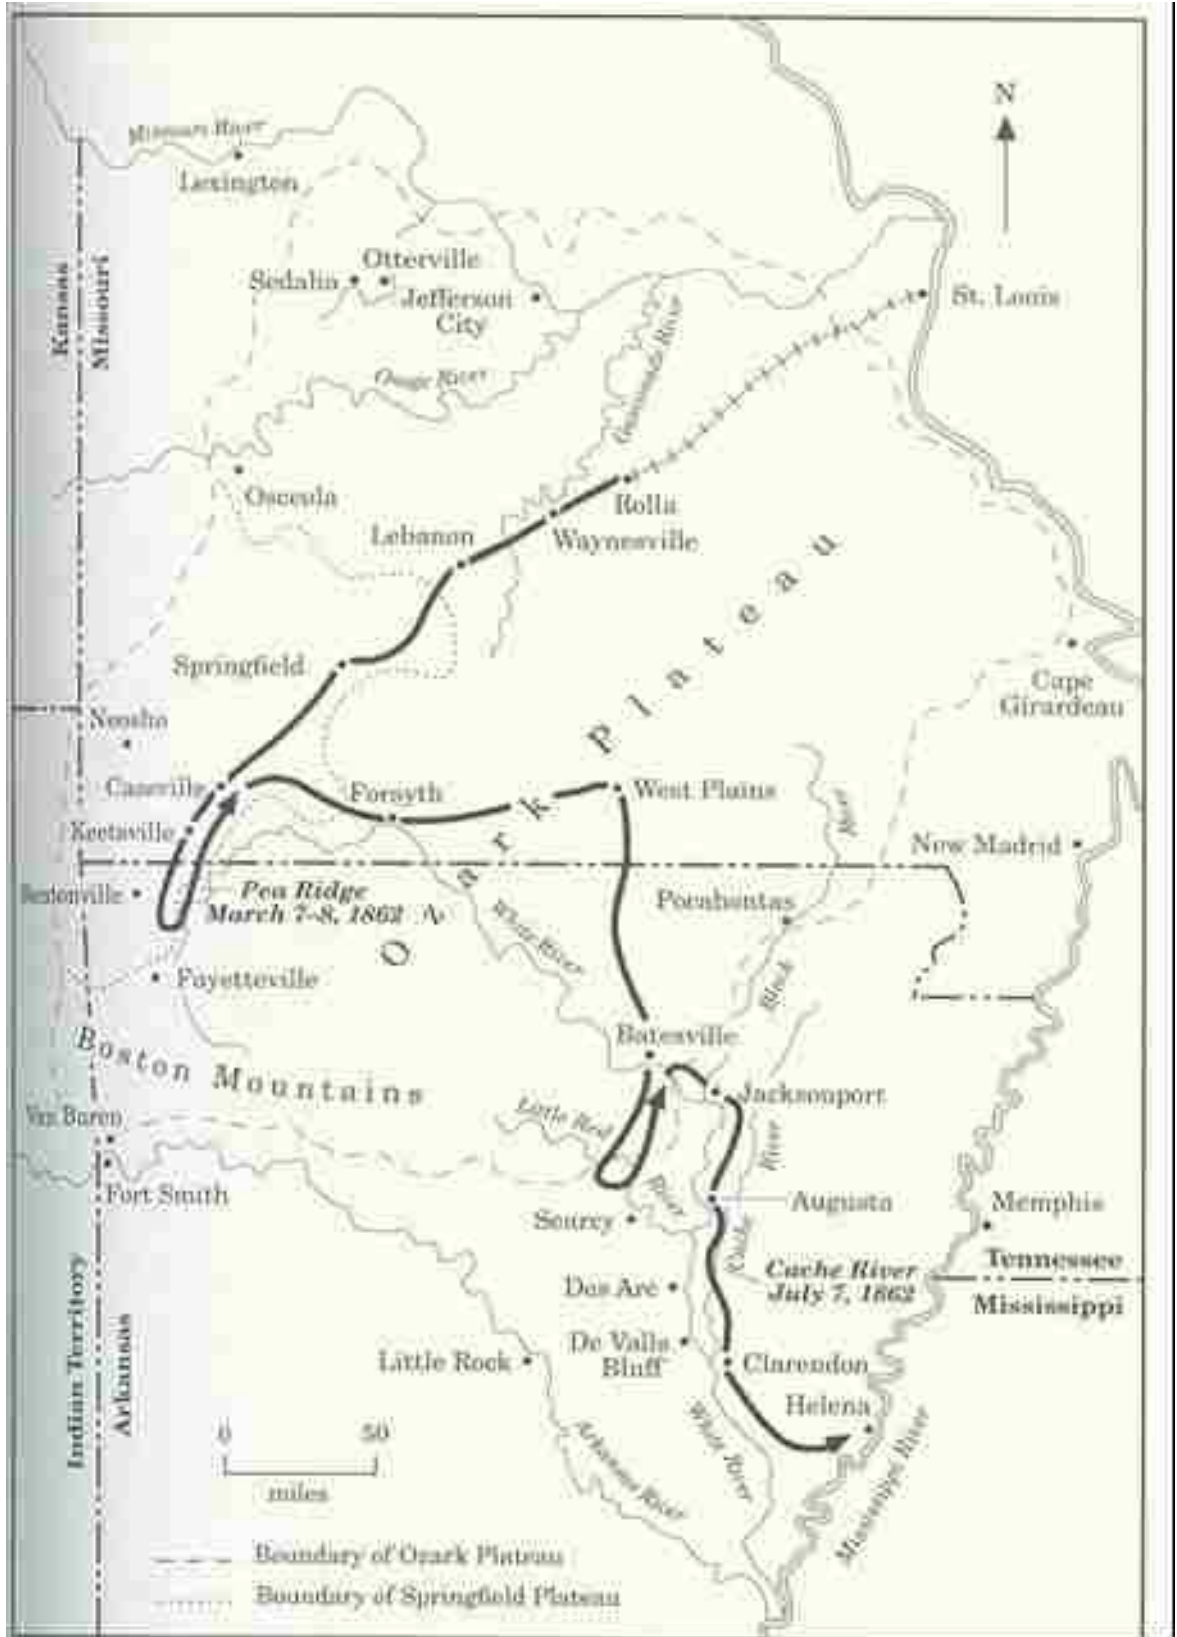 N
Missouri River
Lexington
Kansas
Missouri
Otterville
Sedalia
Jefferson
City
St. Louis
Gasconade River
Osage River
Osceola
Rolla
Lebanon
Waynesville
Ozark Plateau
Springfield
Cape
Girardeau
Neosho
Cassville
Forsyth
West Plains
Keetsville
New Madrid
Bentonville
Pea Ridge
March 7-8, 1862
Pocahontas
Black
River
White River
Fayetteville
Batesville
Boston Mountains
Jacksonport
Van Buren
Little Red
River
Fort Smith
Augusta
Memphis
Searcy
Cache
River
Cache River
July 7, 1862
Tennessee
Mississippi
Des Arc
De Valls
Bluff
Indian Territory
Arkansas
Little Rock
Clarendon
Helena
White River
Arkansas River
Mississippi River
0 50
miles
Boundary of Ozark Plateau
Boundary of Springfield Plateau